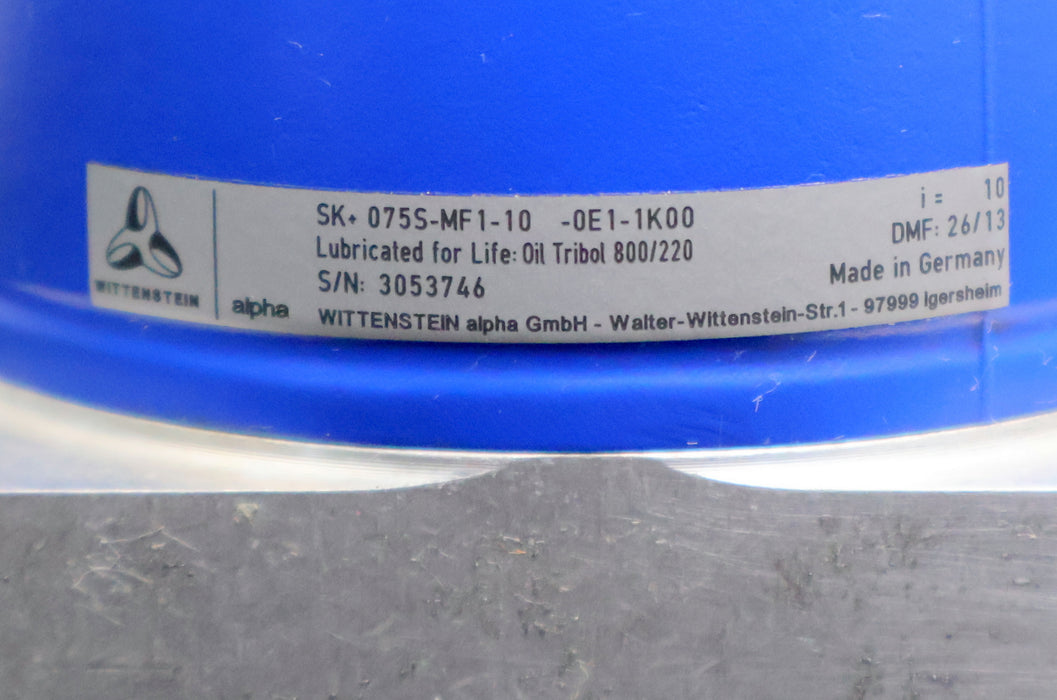 WITTENSTEIN
alpha
SK+ 075S-MF1-10 -0E1-1K00
Lubricated for Life: Oil Tribol 800/220
S/N: 3053746
WITTENSTEIN alpha GmbH - Walter-Wittenstein-Str.1 - 97999 Igersheim
i = 10
DMF: 26/13
Made in Germany